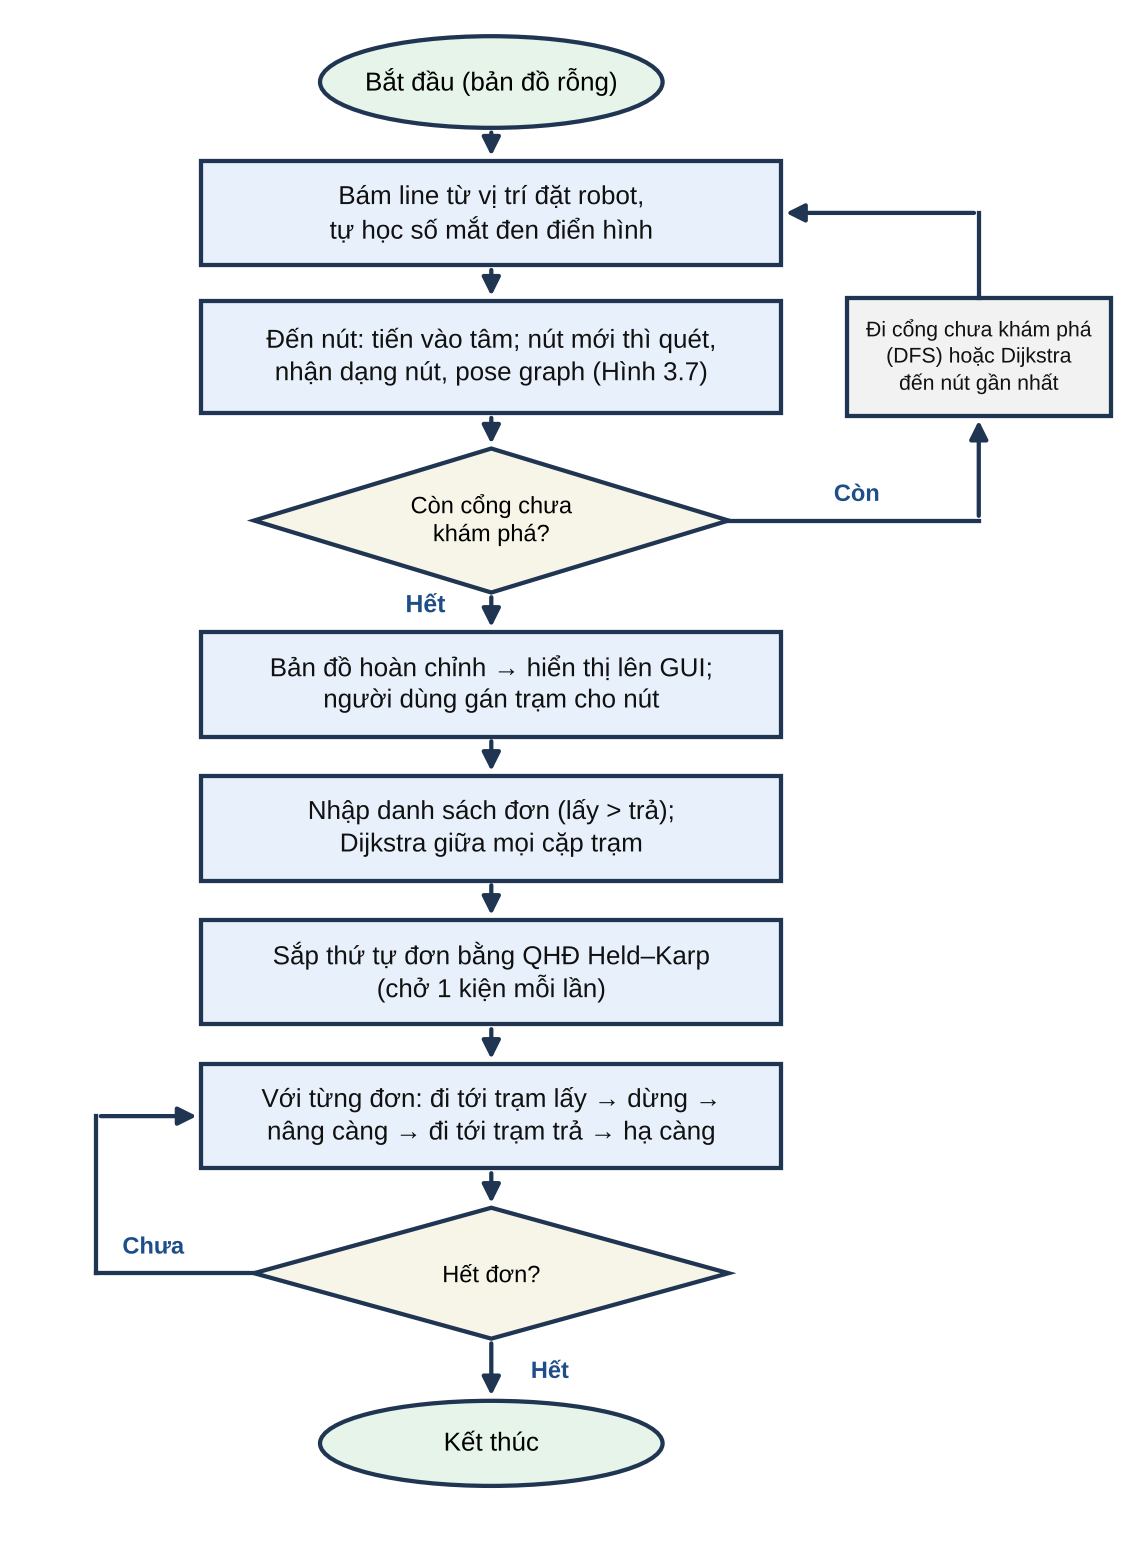 Bắt đầu (bản đồ rỗng)
Bám line từ vị trí đặt robot,
tự học số mắt đen điển hình
Đến nút: tiến vào tâm; nút mới thì quét,
nhận dạng nút, pose graph (Hình 3.7)
Đi cổng chưa khám phá
(DFS) hoặc Dijkstra
đến nút gần nhất
Còn cổng chưa
khám phá?
Còn
Hết
Bản đồ hoàn chỉnh → hiển thị lên GUI;
người dùng gán trạm cho nút
Nhập danh sách đơn (lấy > trả);
Dijkstra giữa mọi cặp trạm
Sắp thứ tự đơn bằng QHĐ Held–Karp
(chở 1 kiện mỗi lần)
Với từng đơn: đi tới trạm lấy → dừng →
nâng càng → đi tới trạm trả → hạ càng
Chưa
Hết đơn?
Hết
Kết thúc